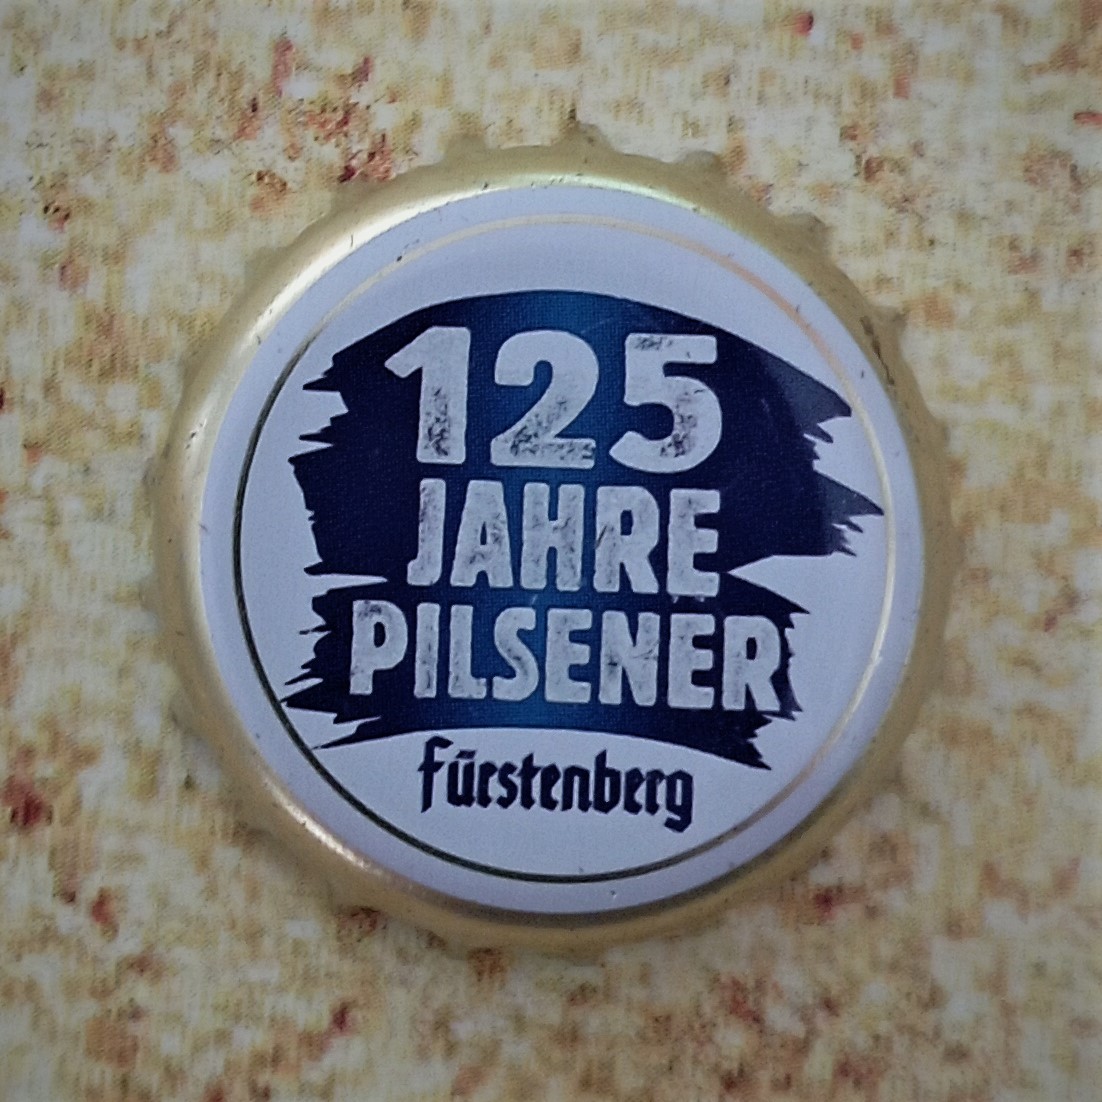 125
JAHRE
PILSENER
fürstenberg